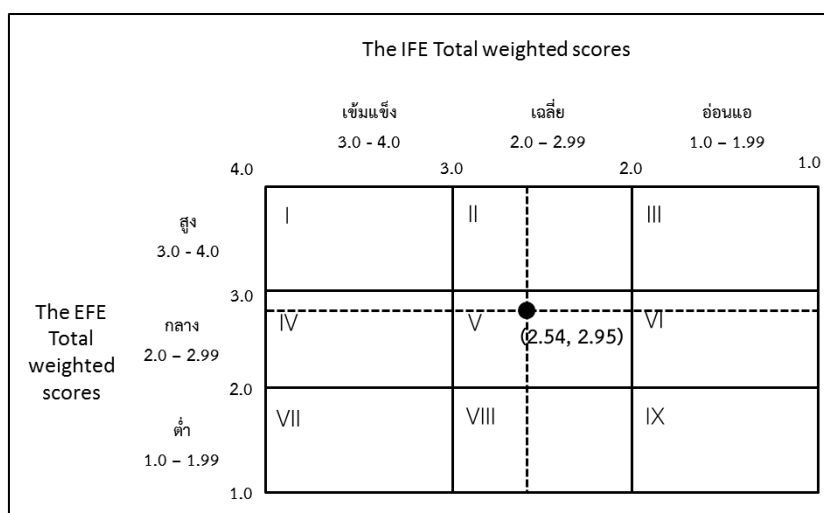 The IFE Total weighted scores
เข้มแข็ง
3.0 - 4.0
เฉลี่ย
2.0 – 2.99
อ่อนแอ
1.0 – 1.99
4.0
3.0
2.0
1.0
สูง
3.0 - 4.0
I
II
III
3.0
The EFE
Total
weighted
scores
กลาง
2.0 – 2.99
IV
V
VI
(2.54, 2.95)
2.0
ต่ำ
1.0 – 1.99
VII
VIII
IX
1.0